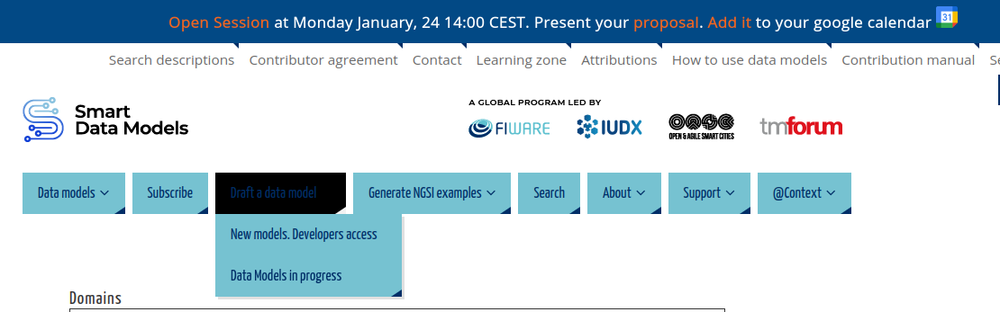 Open Session at Monday January, 24 14:00 CEST. Present your proposal. Add it to your google calendar 31
Search descriptions Contributor agreement Contact Learning zone Attributions How to use data models Contribution manual
Smart
Data Models
A GLOBAL PROGRAM LED BY
FIWARE IUDX OASC OPEN & AGILE SMART CITIES tmforum
Data models Subscribe Draft a data model Generate NGSI examples Search About Support @Context
New models. Developers access
Data Models in progress
Domains